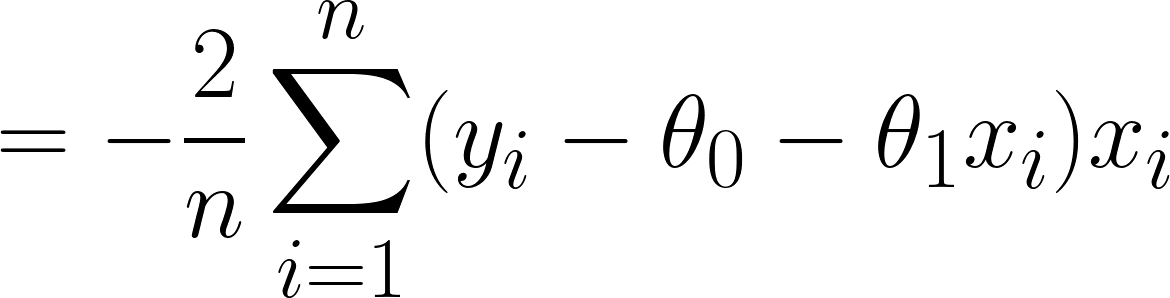 = -\frac{2}{n} \sum_{i=1}^{n} (y_i - \theta_0 - \theta_1 x_i) x_i